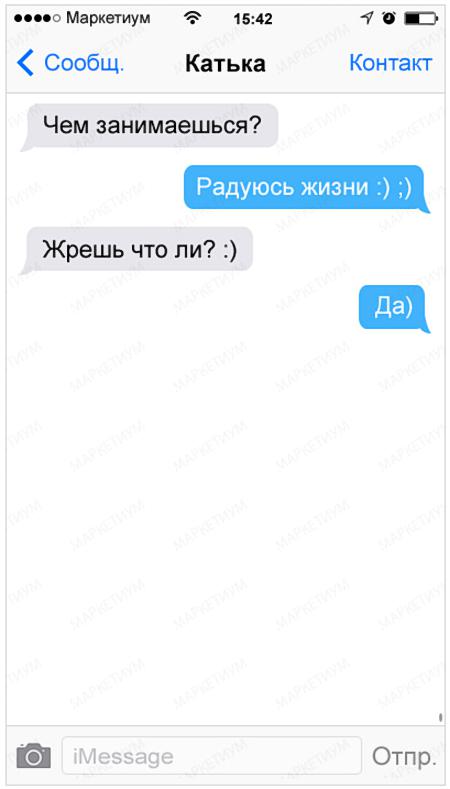 Маркетиум 15:42
Сообщ. Катька Контакт
Чем занимаешься?
Радуюсь жизни :) ;)
Жрешь что ли? :)
Да)
iMessage Отпр.
МАРКЕТИУМ